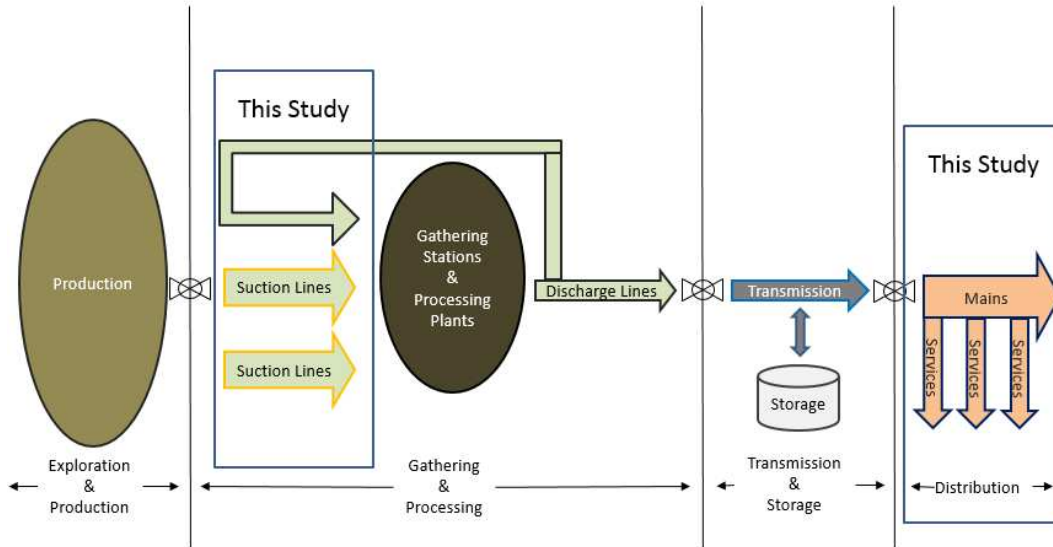 This Study
This Study
Production
Gathering
Stations
&
Processing
Plants
Suction Lines
Discharge Lines
Transmission
Mains
Suction Lines
Storage
Services
Services
Services
Exploration
&
Production
Gathering
&
Processing
Transmission
&
Storage
Distribution